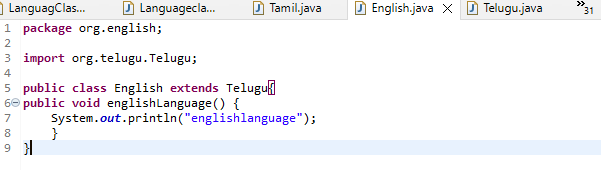 LanguagClas... Languagecla... Tamil.java English.java Telugu.java »31
1 package org.english;
2
3 import org.telugu.Telugu;
4
5 public class English extends Telugu{
6 public void englishLanguage() {
7 System.out.println("englishlanguage");
8 }
9 }